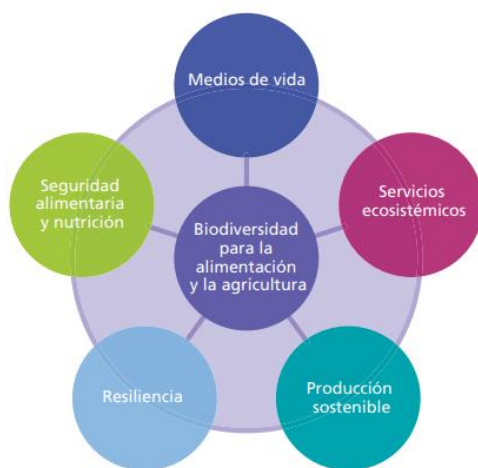 Medios de vida
Seguridad
alimentaria
y nutrición
Servicios
ecosistémicos
Biodiversidad
para la
alimentación
y la agricultura
Resiliencia
Producción
sostenible